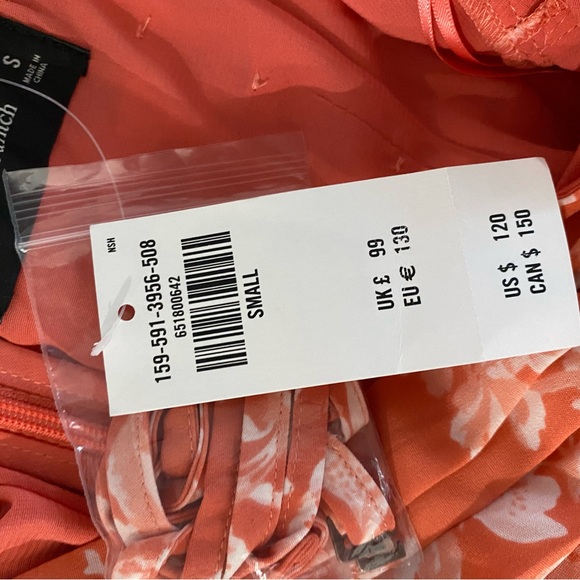 S
MADE IN
CHINA
NSH
159-591-3956-508
651800642
SMALL
UK £ 99
EU € 130
US $ 120
CAN $ 150